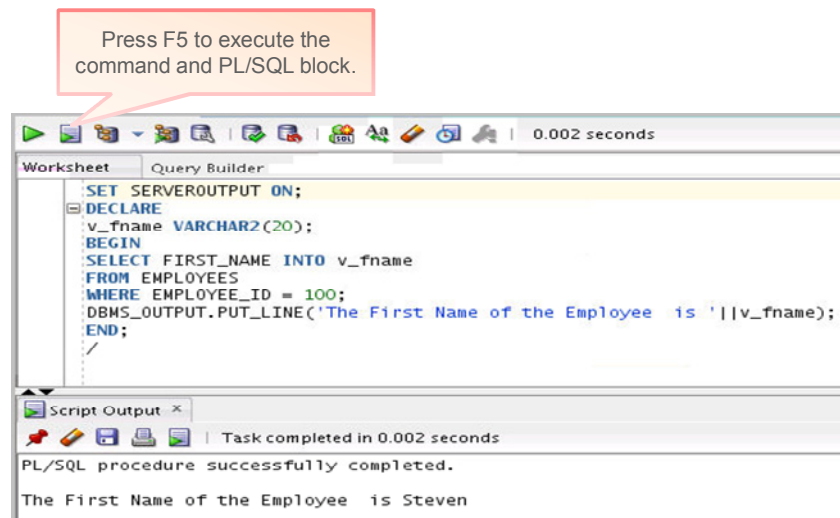 Press F5 to execute the
command and PL/SQL block.
SQL
0.002 seconds
Worksheet Query Builder
SET SERVEROUTPUT ON;
DECLARE
v_fname VARCHAR2(20);
BEGIN
SELECT FIRST_NAME INTO v_fname
FROM EMPLOYEES
WHERE EMPLOYEE_ID = 100;
DBMS_OUTPUT.PUT_LINE('The First Name of the Employee  is '||v_fname);
END;
/
Script Output ×
Task completed in 0.002 seconds
PL/SQL procedure successfully completed.
The First Name of the Employee  is Steven